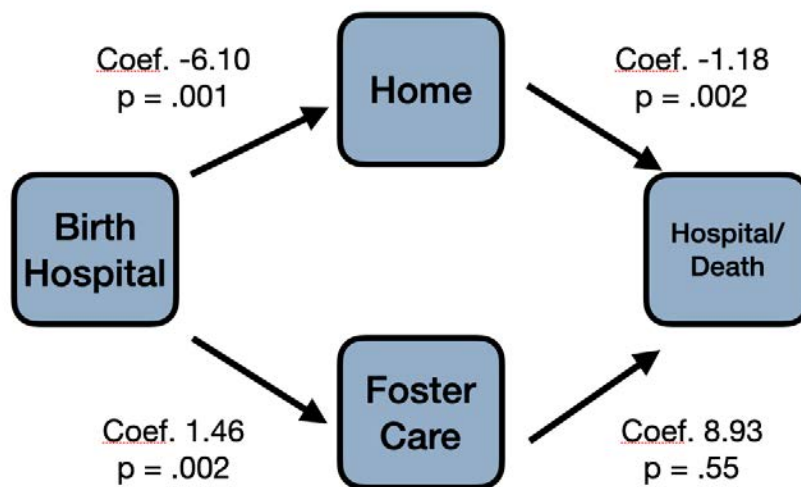 Coef. -6.10
p = .001
Home
Coef. -1.18
p = .002
Birth
Hospital
Hospital/
Death
Coef. 1.46
p = .002
Foster
Care
Coef. 8.93
p = .55